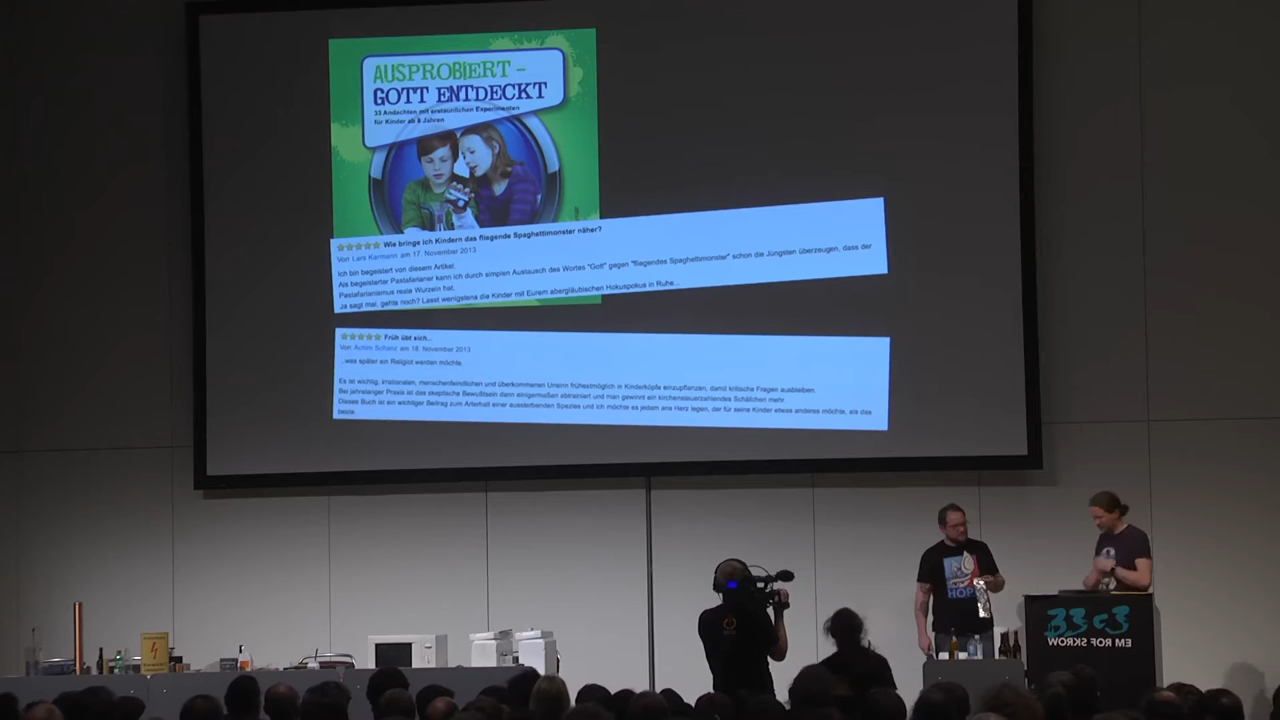 AUSPROBIERT –
GOTT ENTDECKT
33 Andachten mit erstaunlichen Experimenten
für Kinder ab 8 Jahren
Wie bringe ich Kindern das fliegende Spaghettimonster näher?
Von Lars Karmann am 17. November 2013
Ich bin begeistert von diesem Artikel.
Als begeisterter Pastafarianer kann ich durch simplen Austausch des Wortes "Gott" gegen "fliegendes Spaghettimonster" schon die Jüngsten überzeugen, dass der
Pastafarianismus reale Wurzeln hat.
Ja sagt mal, gehts noch? Lasst wenigstens die Kinder mit Eurem abergläubischen Hokuspokus in Ruhe...
Früh übt sich...
Von Achim am 18. November 2013
..was später ein Religiot werden möchte.
Es ist wichtig, irrationalen, menschenfeindlichen und überkommenen Unsinn frühestmöglich in Kinderköpfe einzupflanzen, damit kritische Fragen ausbleiben.
Bei jahrelanger Praxis ist das skeptische Bewußtsein dann einigermaßen abtrainiert und man gewinnt ein kirchensteuerzahlendes Schäfchen mehr.
Dieses Buch ist ein wichtiger Beitrag zum Arterhalt einer aussterbenden Spezies und ich möchte es jedem ans Herz legen, der für seine Kinder etwas anderes möchte, als das
beste.
HOPE
33c3
WORKS FOR ME